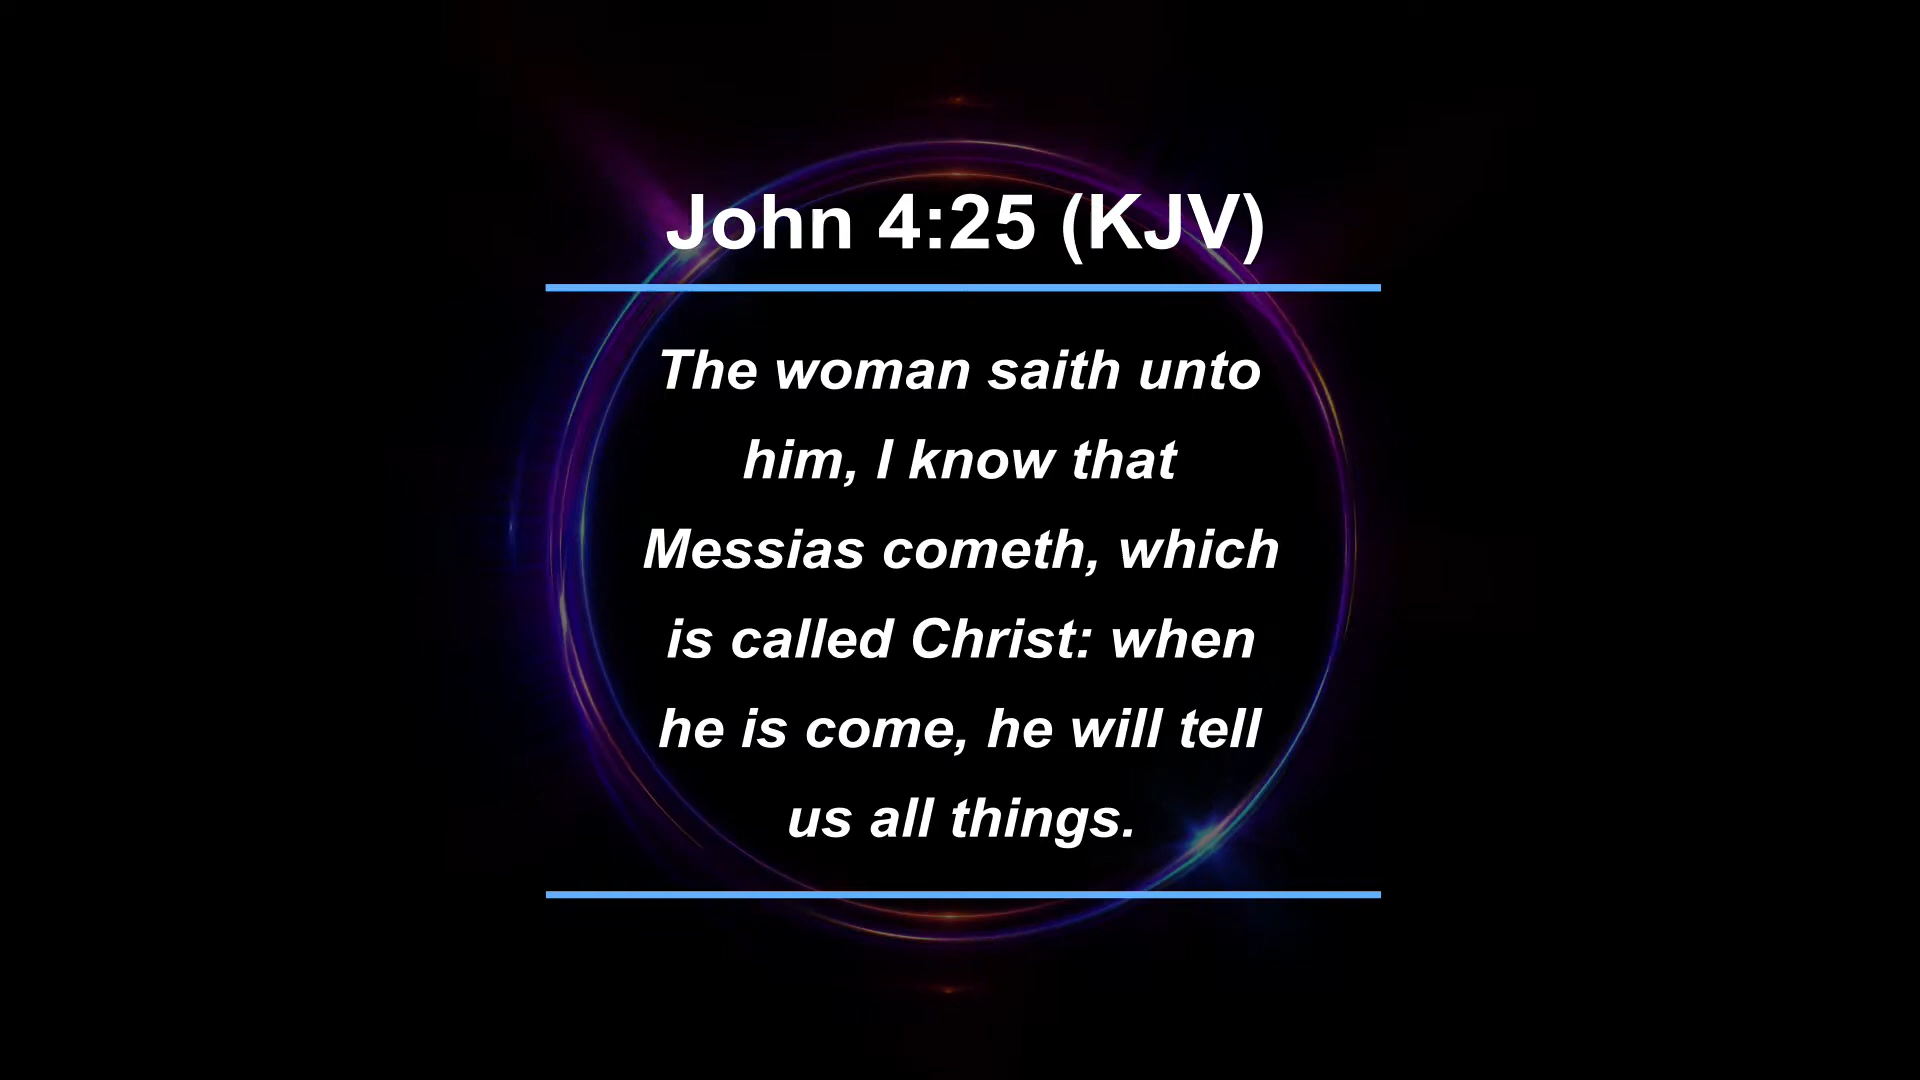 John 4:25 (KJV)
The woman saith unto
him, I know that
Messias cometh, which
is called Christ: when
he is come, he will tell
us all things.